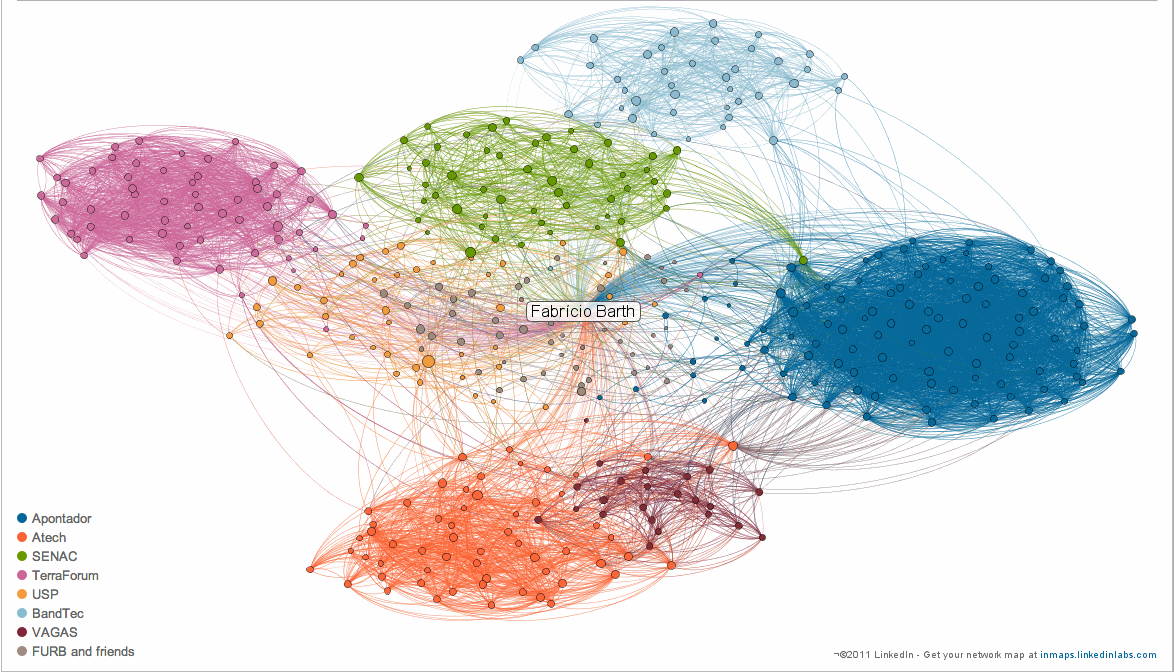 Fabrício Barth
Apontador
Atech
SENAC
TerraForum
USP
BandTec
VAGAS
FURB and friends
¬©2011 LinkedIn - Get your network map at inmaps.linkedinlabs.com